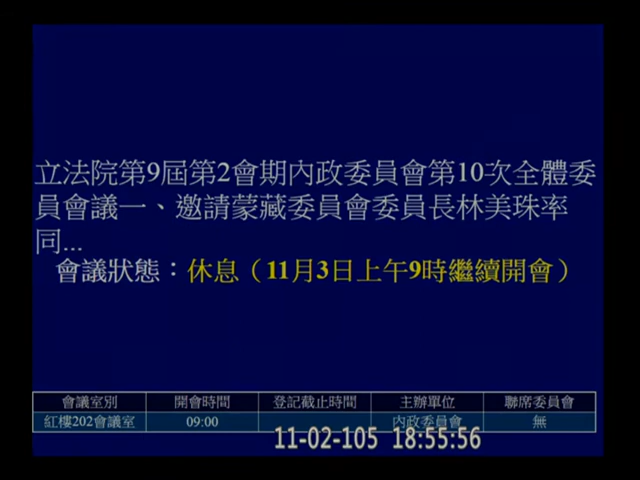 立法院第9屆第2會期內政委員會第10次全體委
員會議一、邀請蒙藏委員會委員長林美珠率
同...
會議狀態：休息（11月3日上午9時繼續開會）
會議室別 開會時間 登記截止時間 主辦單位 聯席委員會
紅樓202會議室 09:00 內政委員會 無
11-02-105 18:55:56